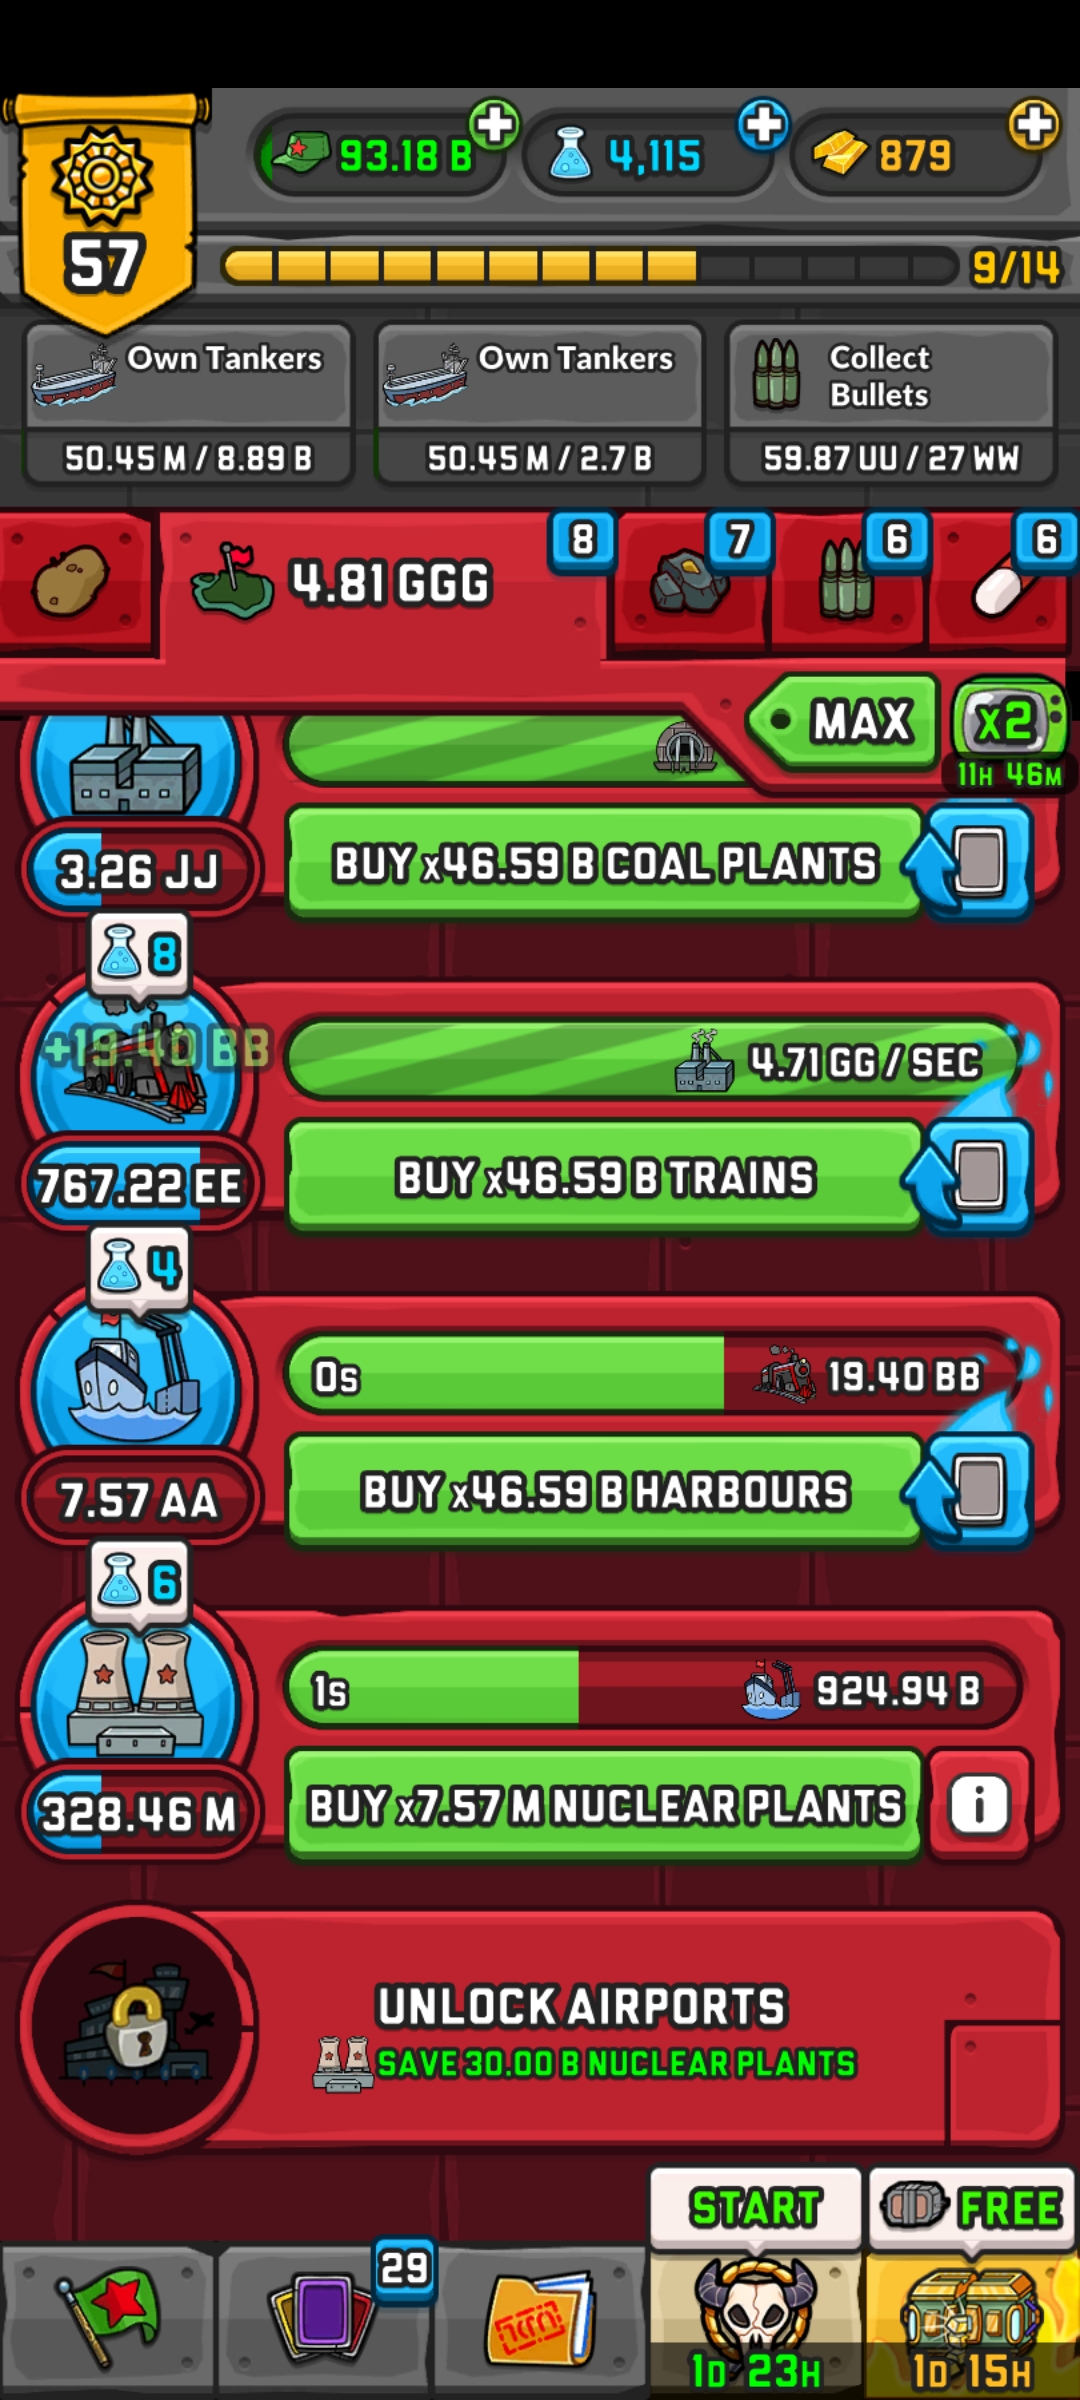 57
93.18 B
4,115
879
9/14
Own Tankers
50.45 M / 8.89 B
Own Tankers
50.45 M / 2.7 B
Collect
Bullets
59.87 UU / 27 WW
4.81 GGG
8
7
6
6
MAX
x2
11H 46M
3.26 JJ
BUY x46.59 B COAL PLANTS
8
+19.40 BB
4.71 GG / SEC
767.22 EE
BUY x46.59 B TRAINS
4
0s
19.40 BB
7.57 AA
BUY x46.59 B HARBOURS
6
1s
924.94 B
328.46 M
BUY x7.57 M NUCLEAR PLANTS
i
UNLOCK AIRPORTS
SAVE 30.00 B NUCLEAR PLANTS
START
FREE
29
1D 23H
1D 15H